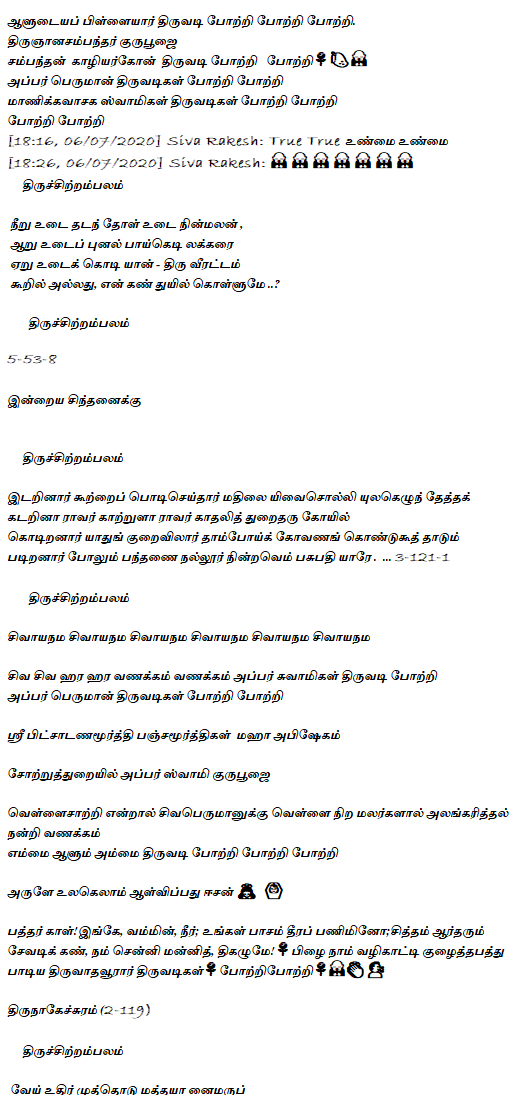 ஆளுடையப் பிள்ளையார் திருவடி போற்றி போற்றி போற்றி.
திருஞானசம்பந்தர் குருபூஜை
சம்பந்தன் காழியர்கோன் திருவடி போற்றி போற்றி
அப்பர் பெருமான் திருவடிகள் போற்றி போற்றி
மாணிக்கவாசக ஸ்வாமிகள் திருவடிகள் போற்றி போற்றி
போற்றி போற்றி
[18:16, 06/07/2020] Siva Rakesh: True True உண்மை உண்மை
[18:26, 06/07/2020] Siva Rakesh:
திருச்சிற்றம்பலம்
நீறு உடை தடந் தோள் உடை நின்மலன் ,
ஆறு உடைப் புனல் பாய்கெடி லக்கரை
ஏறு உடைக் கொடி யான் - திரு வீரட்டம்
கூறில் அல்லது, என் கண் துயில் கொள்ளுமே ..?
திருச்சிற்றம்பலம்
5-53-8
இன்றைய சிந்தனைக்கு
திருச்சிற்றம்பலம்
இடறினார் கூற்றைப் பொடிசெய்தார் மதிலை யிவைசொல்லி யுலகெழுந் தேத்தக்
கடறினா ராவர் காற்றுளா ராவர் காதலித் துறைதரு கோயில்
கொடிறனார் யாதுங் குறைவிலார் தாம்போய்க் கோவணங் கொண்டுகூத் தாடும்
படிறனார் போலும் பந்தணை நல்லூர் நின்றவெம் பசுபதி யாரே . ... 3-121-1
திருச்சிற்றம்பலம்
சிவாயநம சிவாயநம சிவாயநம சிவாயநம சிவாயநம சிவாயநம
சிவ சிவ ஹர ஹர வணக்கம் வணக்கம் அப்பர் சுவாமிகள் திருவடி போற்றி
அப்பர் பெருமான் திருவடிகள் போற்றி போற்றி
ஸ்ரீ பிட்சாடணமூர்த்தி பஞ்சமூர்த்திகள் மஹா அபிஷேகம்
சோற்றுத்துறையில் அப்பர் ஸ்வாமி குருபூஜை
வெள்ளைசாற்றி என்றால் சிவபெருமானுக்கு வெள்ளை நிற மலர்களால் அலங்கரித்தல்
நன்றி வணக்கம்
எம்மை ஆளும் அம்மை திருவடி போற்றி போற்றி போற்றி
அருளே உலகெலாம் ஆள்விப்பது ஈசன்
பத்தர் காள்! இங்கே, வம்மின், நீர்; உங்கள் பாசம் தீரப் பணிமினோ;சித்தம் ஆர்தரும்
சேவடிக் கண், நம் சென்னி மன்னித், திகழுமே! பிழை நாம் வழிகாட்டி குழைத்தபத்து
பாடிய திருவாதவூரார் திருவடிகள் போற்றிபோற்றி
திருநாகேச்சுரம் (2-119)
திருச்சிற்றம்பலம்
வேய் உதிர் முத்தொடு மத்தயா னைமருப்